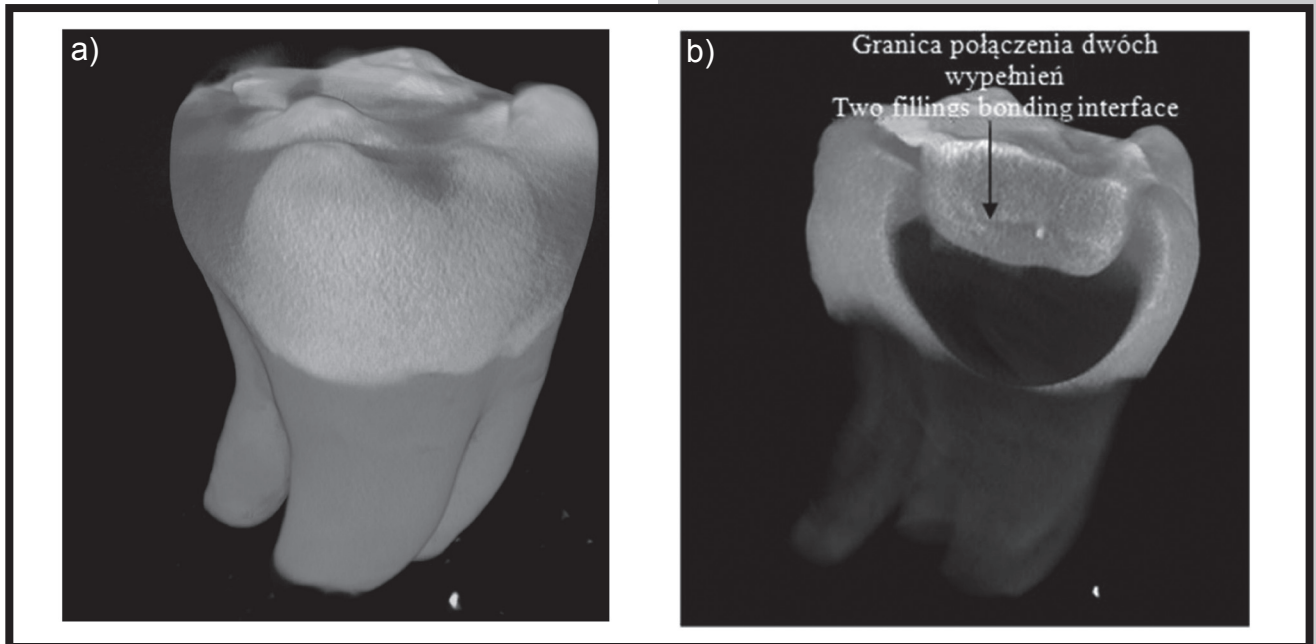 a)
b)
Granica połączenia dwóch
wypełnień
Two fillings bonding interface